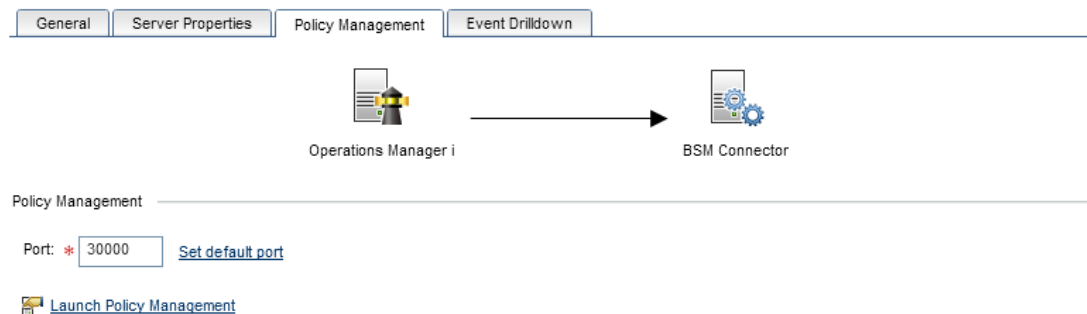 General Server Properties Policy Management Event Drilldown
Operations Manager i BSM Connector
Policy Management
Port: * 30000 Set default port
Launch Policy Management